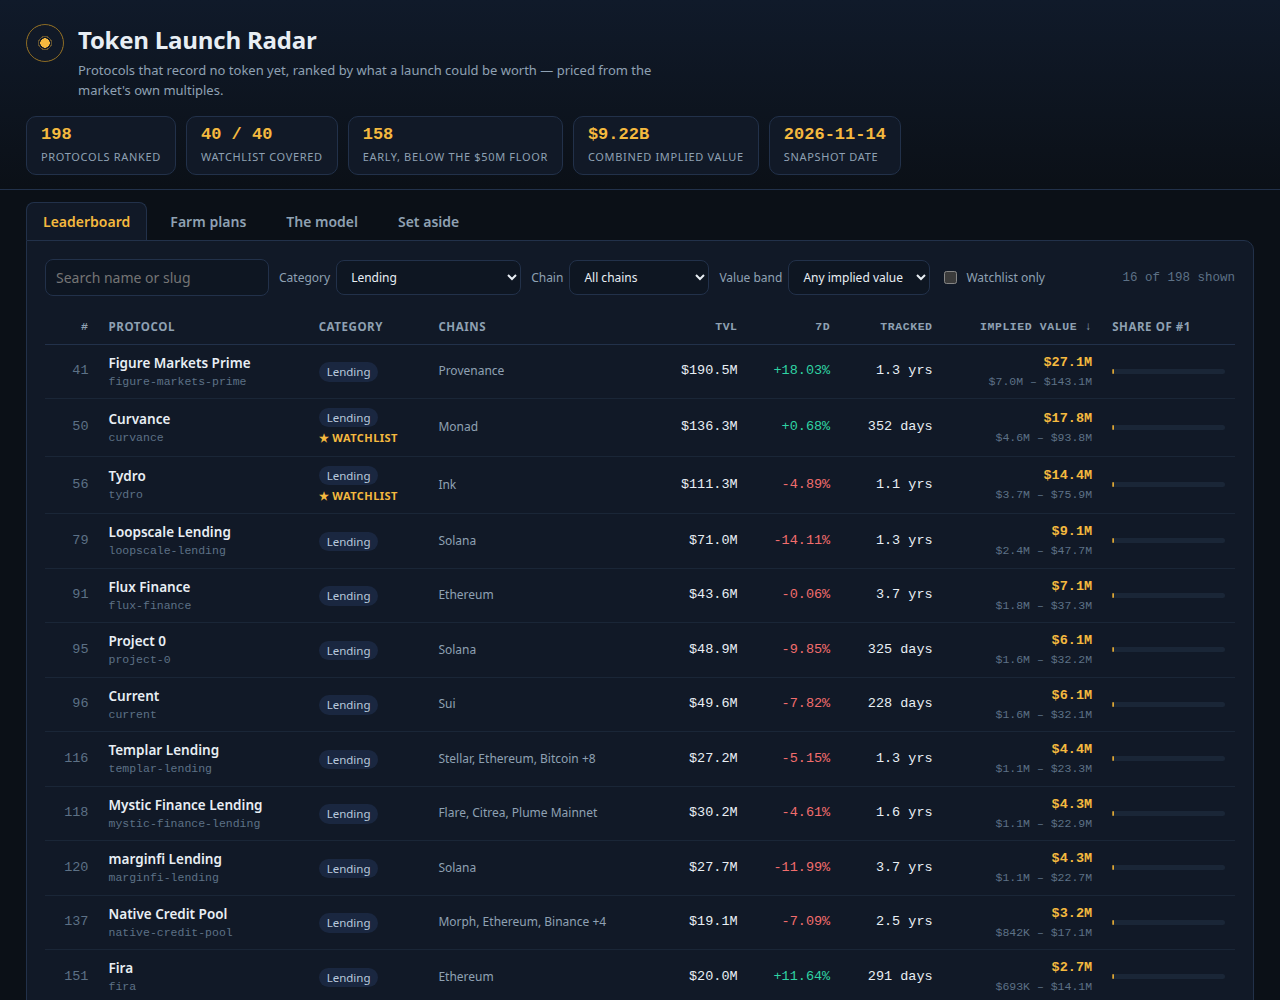 Token Launch Radar
Protocols that record no token yet, ranked by what a launch could be worth — priced from the
market's own multiples.
198
PROTOCOLS RANKED
40 / 40
WATCHLIST COVERED
158
EARLY, BELOW THE $50M FLOOR
$9.22B
COMBINED IMPLIED VALUE
2026-11-14
SNAPSHOT DATE
Leaderboard Farm plans The model Set aside
Search name or slug Category Lending Chain All chains Value band Any implied value Watchlist only 16 of 198 shown
# PROTOCOL CATEGORY CHAINS TVL 7D TRACKED IMPLIED VALUE ↓ SHARE OF #1
41 Figure Markets Prime Lending Provenance $190.5M +18.03% 1.3 yrs $27.1M
figure-markets-prime $7.0M – $143.1M
50 Curvance Lending Monad $136.3M +0.68% 352 days $17.8M
curvance ★ WATCHLIST $4.6M – $93.8M
56 Tydro Lending Ink $111.3M -4.89% 1.1 yrs $14.4M
tydro ★ WATCHLIST $3.7M – $75.9M
79 Loopscale Lending Lending Solana $71.0M -14.11% 1.3 yrs $9.1M
loopscale-lending $2.4M – $47.7M
91 Flux Finance Lending Ethereum $43.6M -0.06% 3.7 yrs $7.1M
flux-finance $1.8M – $37.3M
95 Project 0 Lending Solana $48.9M -9.85% 325 days $6.1M
project-0 $1.6M – $32.2M
96 Current Lending Sui $49.6M -7.82% 228 days $6.1M
current $1.6M – $32.1M
116 Templar Lending Lending Stellar, Ethereum, Bitcoin +8 $27.2M -5.15% 1.3 yrs $4.4M
templar-lending $1.1M – $23.3M
118 Mystic Finance Lending Lending Flare, Citrea, Plume Mainnet $30.2M -4.61% 1.6 yrs $4.3M
mystic-finance-lending $1.1M – $22.9M
120 marginfi Lending Lending Solana $27.7M -11.99% 3.7 yrs $4.3M
marginfi-lending $1.1M – $22.7M
137 Native Credit Pool Lending Morph, Ethereum, Binance +4 $19.1M -7.09% 2.5 yrs $3.2M
native-credit-pool $842K – $17.1M
151 Fira Lending Ethereum $20.0M +11.64% 291 days $2.7M
fira $693K – $14.1M